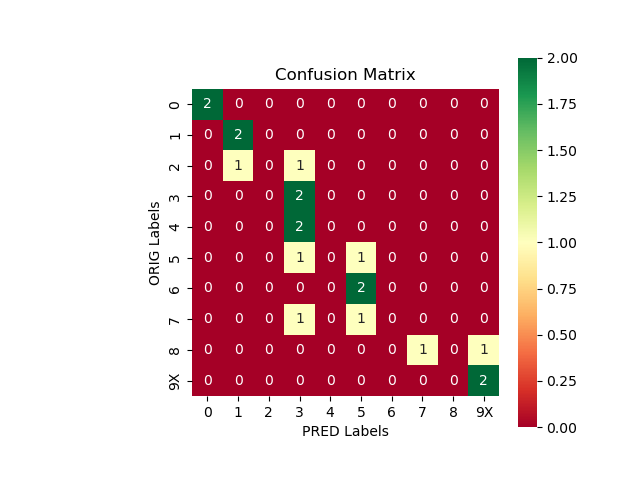 Confusion Matrix
ORIG Labels
0 2 0 0 0 0 0 0 0 0 0
1 0 2 0 0 0 0 0 0 0 0
2 0 1 0 1 0 0 0 0 0 0
3 0 0 0 2 0 0 0 0 0 0
4 0 0 0 2 0 0 0 0 0 0
5 0 0 0 1 0 1 0 0 0 0
6 0 0 0 0 0 2 0 0 0 0
7 0 0 0 1 0 1 0 0 0 0
8 0 0 0 0 0 0 0 1 0 1
9X 0 0 0 0 0 0 0 0 0 2
0 1 2 3 4 5 6 7 8 9X
PRED Labels
2.00
1.75
1.50
1.25
1.00
0.75
0.50
0.25
0.00